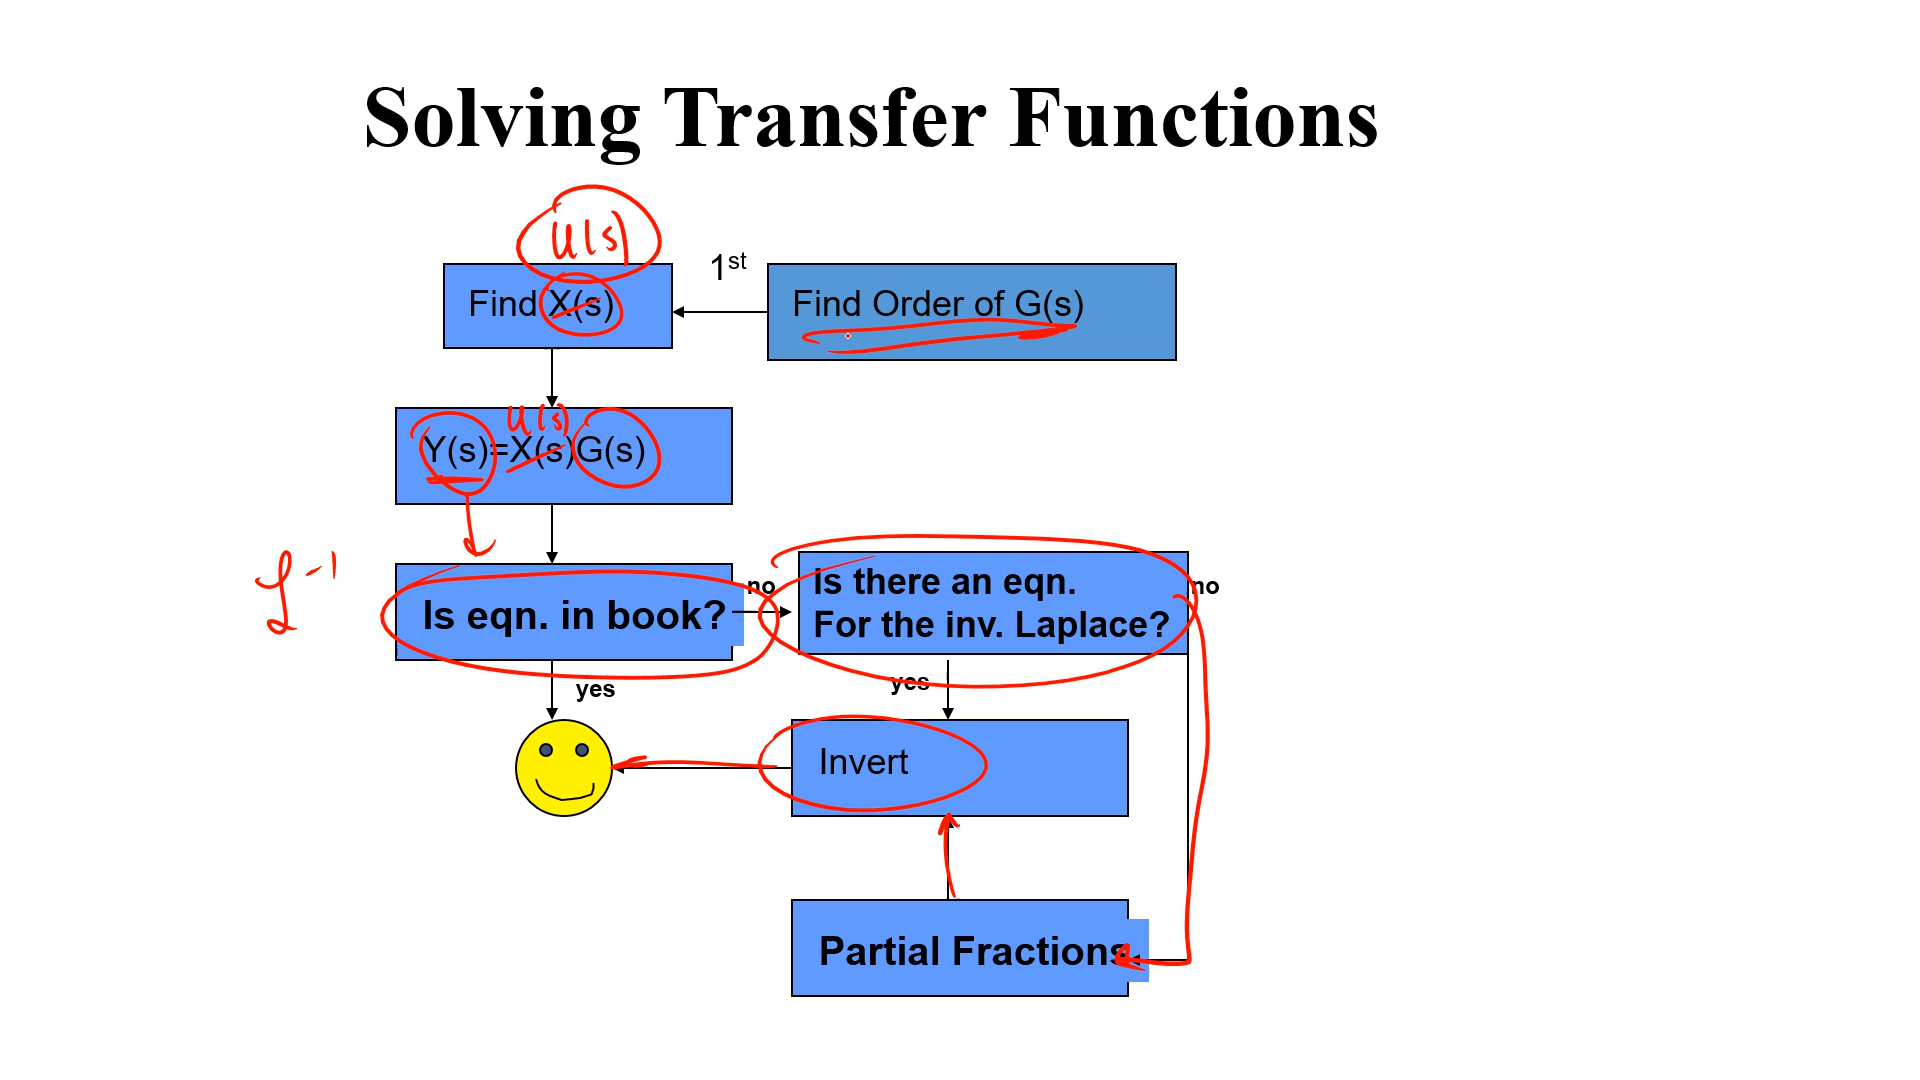 Solving Transfer Functions
U(s)
1st
Find X(s)
Find Order of G(s)
U(s)
Y(s)=X(s)G(s)
ℒ-1
Is eqn. in book?
no
Is there an eqn.
For the inv. Laplace?
no
yes
yes
Invert
Partial Fractions